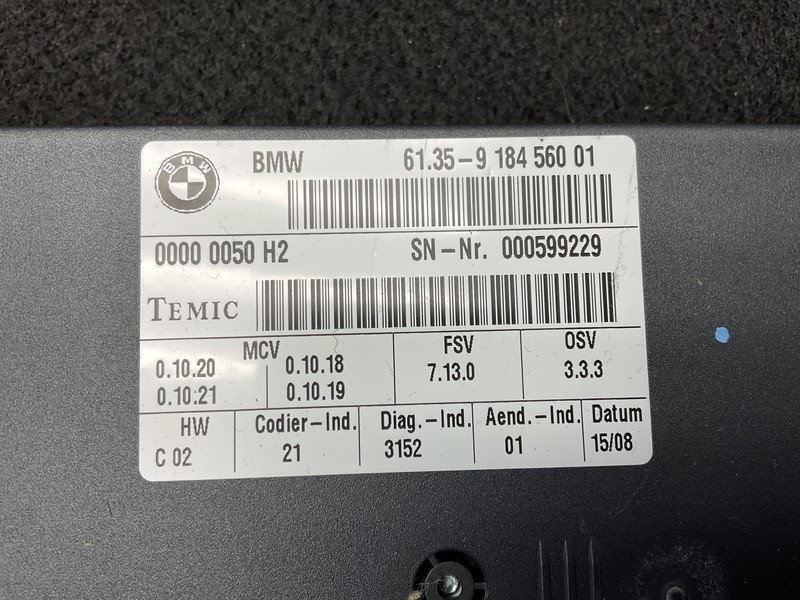 BMW
BMW 61.35-9 184 560 01
0000 0050 H2 SN-Nr. 000599229
TEMIC
MCV FSV OSV
0.10.20 0.10.18 7.13.0 3.3.3
0.10.21 0.10.19
HW Codier-Ind. Diag.-Ind. Aend.-Ind. Datum
C 02 21 3152 01 15/08